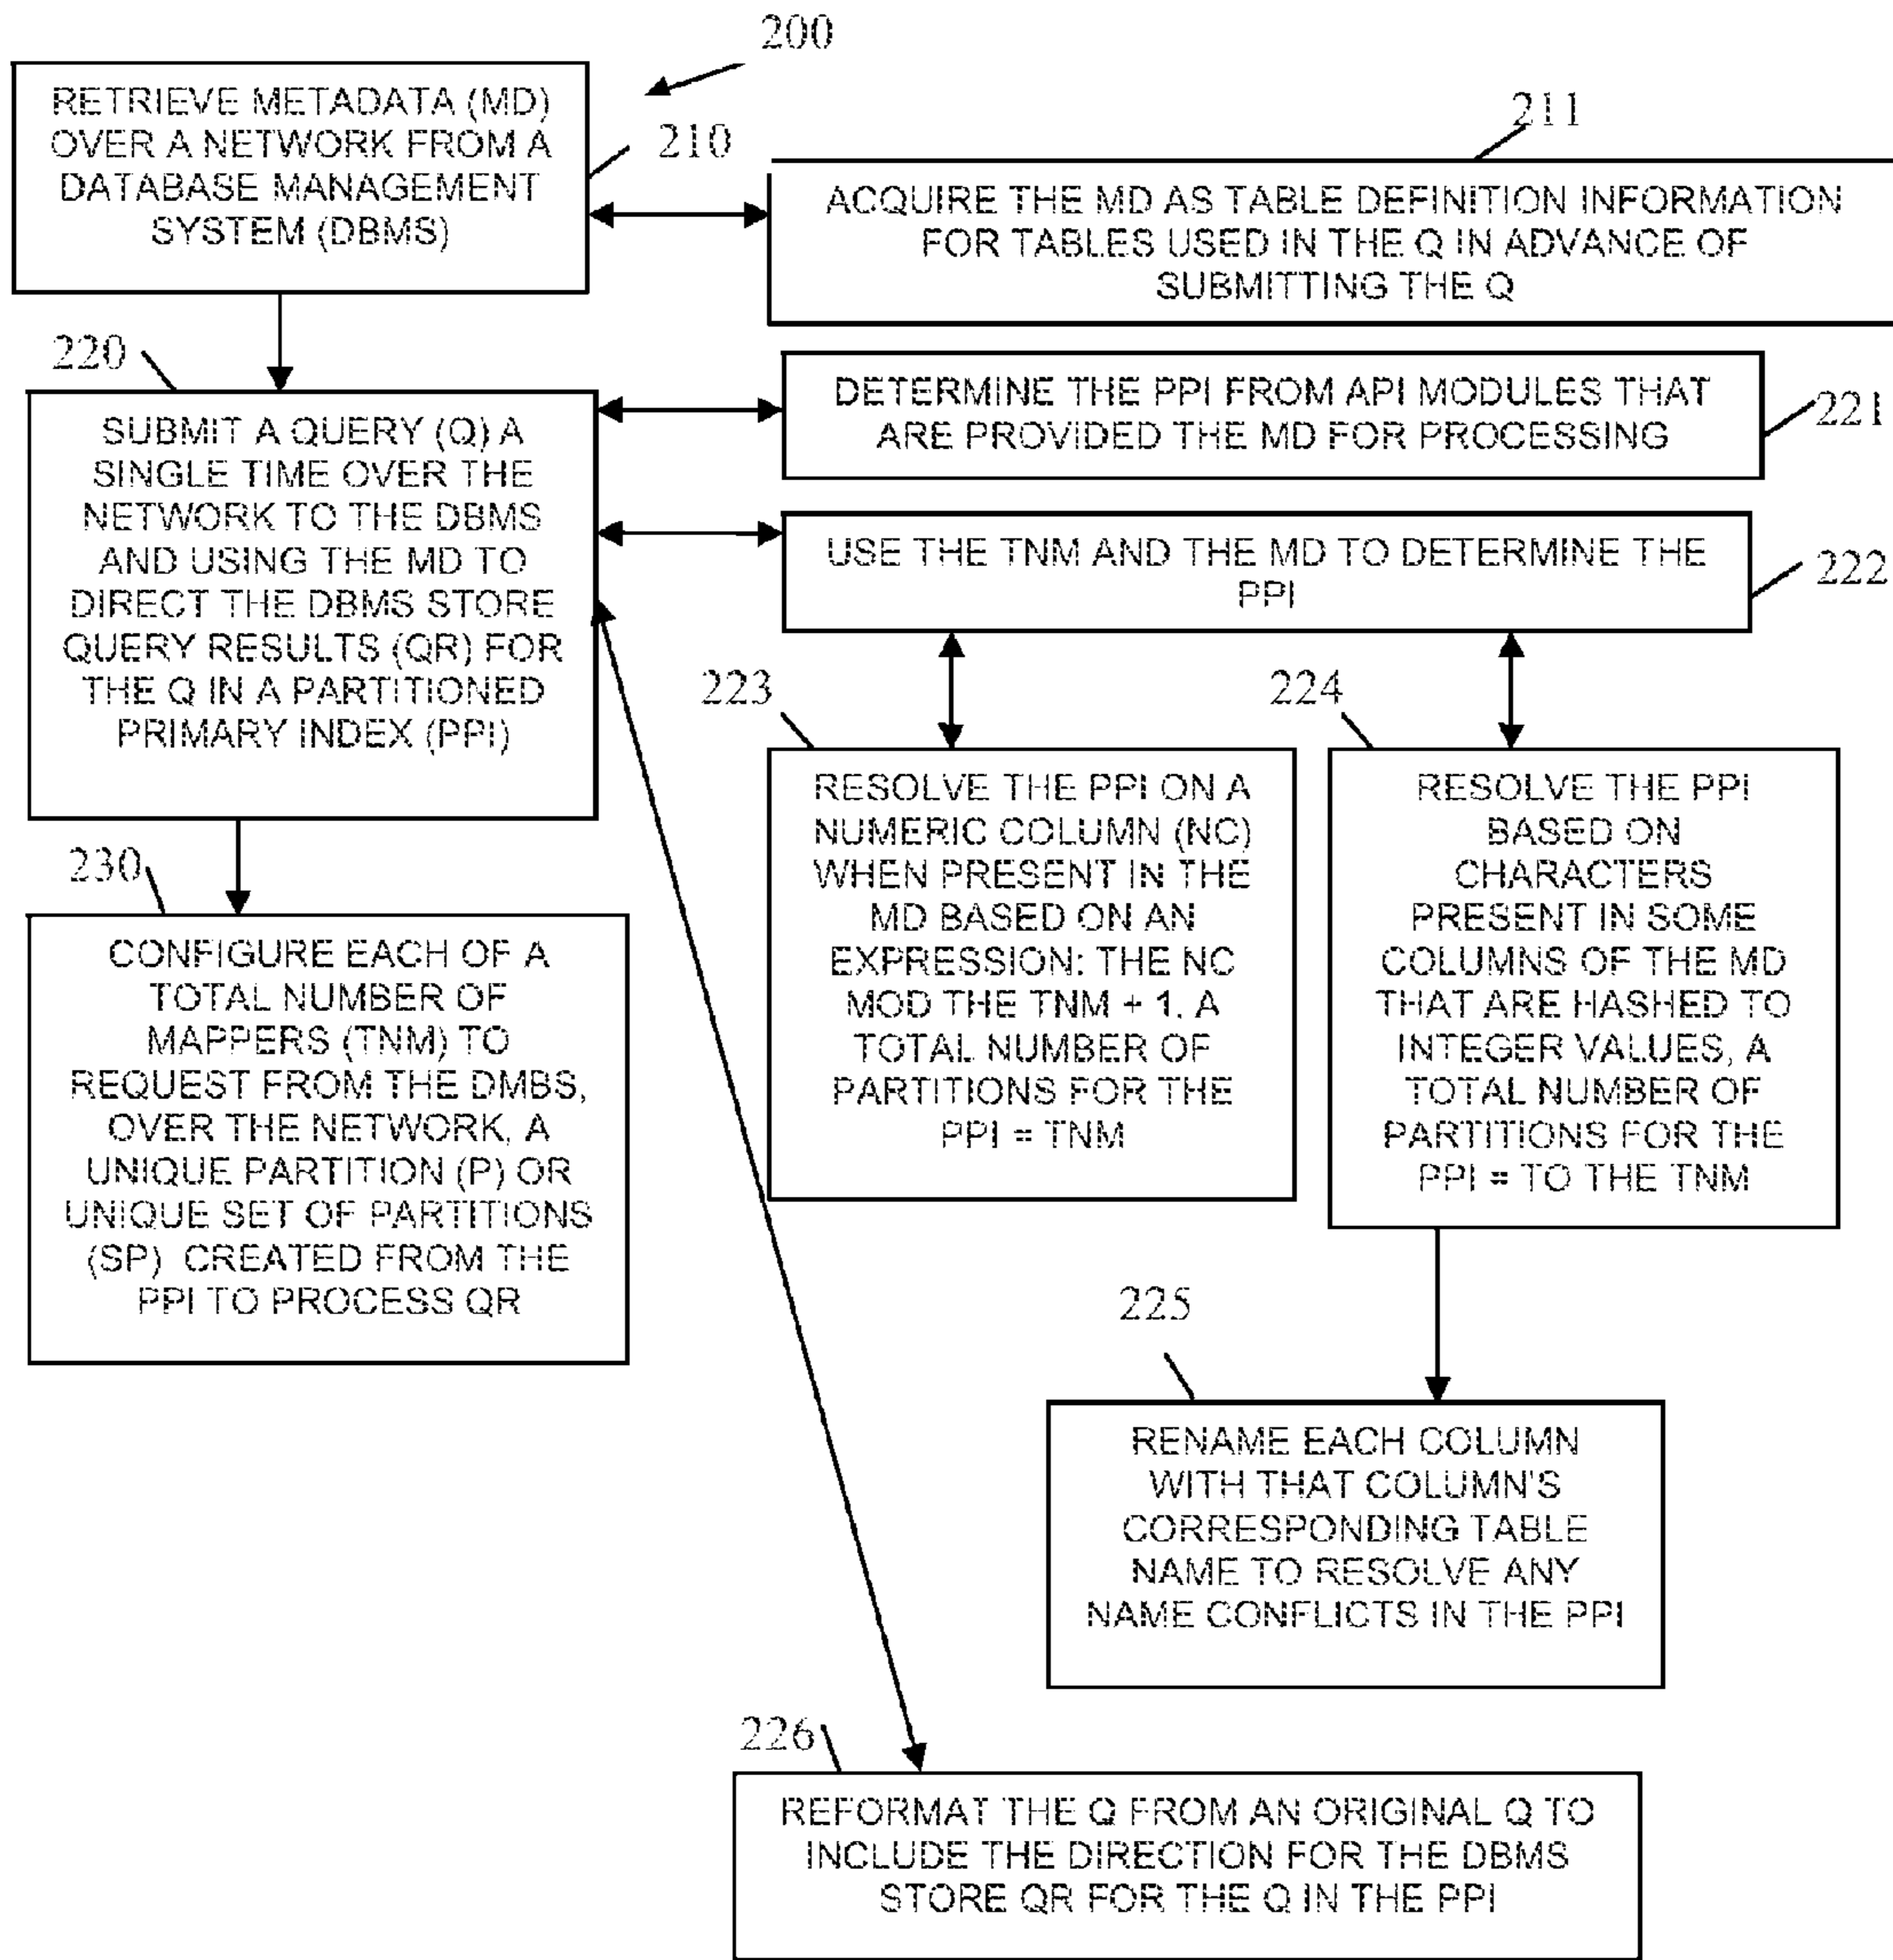 200
RETRIEVE METADATA (MD)
OVER A NETWORK FROM A
DATABASE MANAGEMENT
SYSTEM (DBMS)
210
211
ACQUIRE THE MD AS TABLE DEFINITION INFORMATION
FOR TABLES USED IN THE Q IN ADVANCE OF
SUBMITTING THE Q
220
SUBMIT A QUERY (Q) A
SINGLE TIME OVER THE
NETWORK TO THE DBMS
AND USING THE MD TO
DIRECT THE DBMS STORE
QUERY RESULTS (QR) FOR
THE Q IN A PARTITIONED
PRIMARY INDEX (PPI)
DETERMINE THE PPI FROM API MODULES THAT
ARE PROVIDED THE MD FOR PROCESSING
221
USE THE TNM AND THE MD TO DETERMINE THE
PPI
222
223
RESOLVE THE PPI ON A
NUMERIC COLUMN (NC)
WHEN PRESENT IN THE
MD BASED ON AN
EXPRESSION: THE NC
MOD THE TNM + 1. A
TOTAL NUMBER OF
PARTITIONS FOR THE
PPI = TNM
224
RESOLVE THE PPI
BASED ON
CHARACTERS
PRESENT IN SOME
COLUMNS OF THE MD
THAT ARE HASHED TO
INTEGER VALUES, A
TOTAL NUMBER OF
PARTITIONS FOR THE
PPI = TO THE TNM
230
CONFIGURE EACH OF A
TOTAL NUMBER OF
MAPPERS (TNM) TO
REQUEST FROM THE DMBS,
OVER THE NETWORK, A
UNIQUE PARTITION (P) OR
UNIQUE SET OF PARTITIONS
(SP) CREATED FROM THE
PPI TO PROCESS QR
225
RENAME EACH COLUMN
WITH THAT COLUMN'S
CORRESPONDING TABLE
NAME TO RESOLVE ANY
NAME CONFLICTS IN THE PPI
226
REFORMAT THE Q FROM AN ORIGINAL Q TO
INCLUDE THE DIRECTION FOR THE DBMS
STORE QR FOR THE Q IN THE PPI